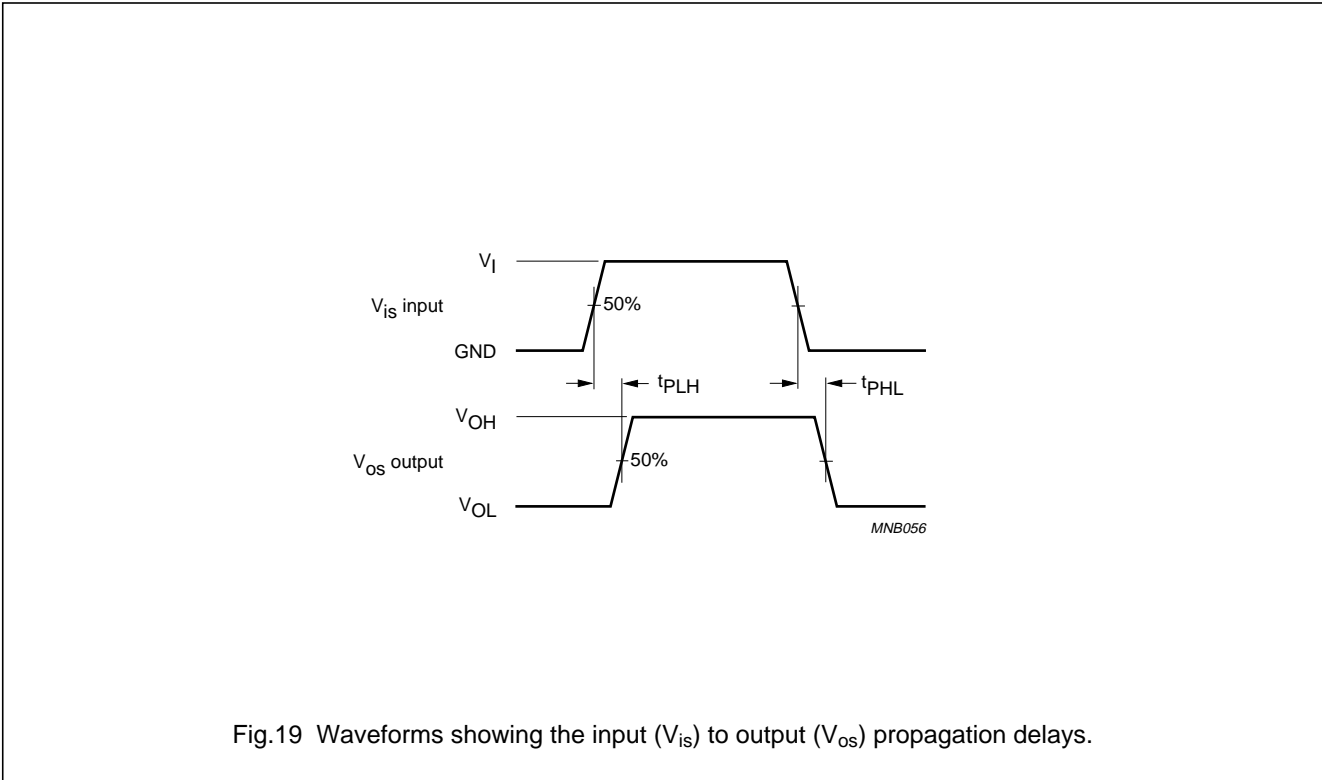 VI
Vis input
50%
GND
tPLH
tPHL
VOH
Vos output
50%
VOL
MNB056
Fig.19 Waveforms showing the input (Vis) to output (Vos) propagation delays.